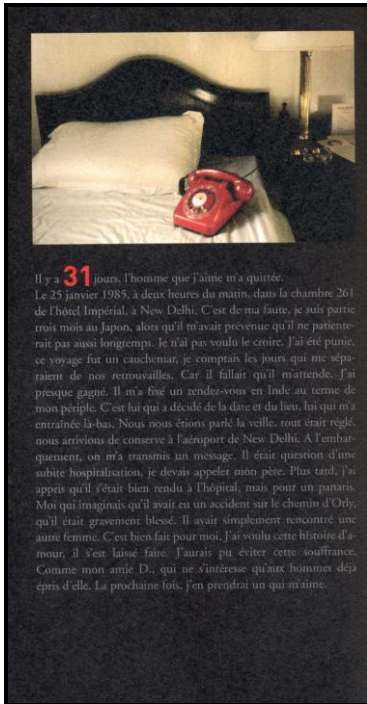 Il y a 31 jours, l'homme que j'aime m'a quittée.
Le 25 janvier 1985, à deux heures du matin, dans la chambre 261
de l'hôtel Impérial, à New Delhi. C'est de ma faute, je suis partie
trois mois au Japon, alors qu'il m'avait prévenue qu'il ne patiente-
rait pas aussi longtemps. Je n'ai pas voulu le croire. J'ai été punie,
ce voyage fut un cauchemar, je comptais les jours qui me sépa-
raient de nos retrouvailles. Car il fallait qu'il m'attende. J'ai
presque gagné. Il m'a fixé un rendez-vous en Inde au terme de
mon périple. C'est lui qui a décidé de la date et du lieu, lui qui m'a
entraînée là-bas. Nous nous étions parlé la veille, tout était réglé,
nous arrivions de conserve à l'aéroport de New Delhi. A l'embar-
quement, on m'a transmis un message. Il était question d'une
subite hospitalisation, je devais appeler mon père. Plus tard, j'ai
appris qu'il s'était bien rendu à l'hôpital, mais pour un panaris.
Moi qui imaginais qu'il avait eu un accident sur le chemin d'Orly,
qu'il était gravement blessé. Il avait simplement rencontré une
autre femme. C'est bien fait pour moi. J'ai voulu cette histoire d'a-
mour, il s'est laissé faire. J'aurais pu éviter cette souffrance.
Comme mon amie D., qui ne s'intéresse qu'aux hommes déjà
épris d'elle. La prochaine fois, j'en prendrai un qui m'aime.